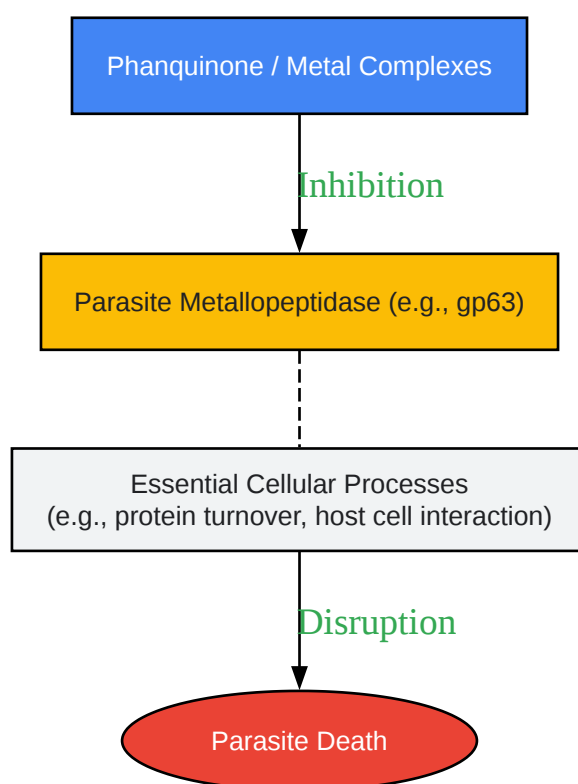 Phanquinone / Metal Complexes
Inhibition
Parasite Metallopeptidase (e.g., gp63)
Essential Cellular Processes
(e.g., protein turnover, host cell interaction)
Disruption
Parasite Death